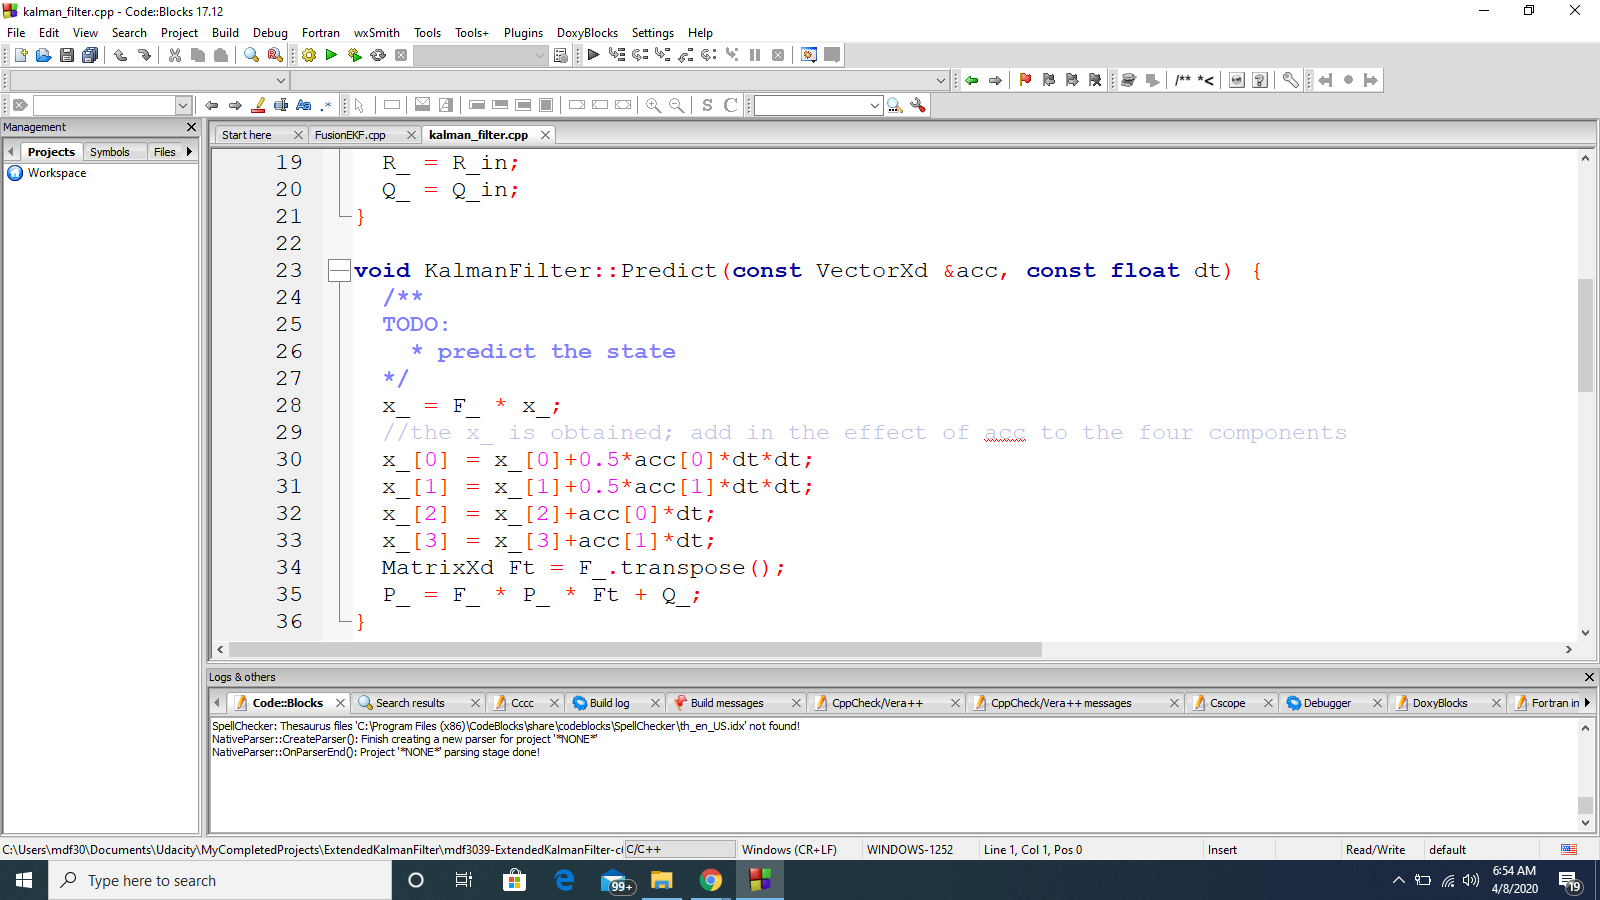 kalman_filter.cpp - Code::Blocks 17.12
File Edit View Search Project Build Debug Fortran wxSmith Tools Tools+ Plugins DoxyBlocks Settings Help
/** *<
Aa .*
S C
Management
Projects Symbols Files
Workspace
Start here FusionEKF.cpp kalman_filter.cpp
19 R_ = R_in;
20 Q_ = Q_in;
21 }
22
23 void KalmanFilter::Predict(const VectorXd &acc, const float dt) {
24 /**
25 TODO:
26 * predict the state
27 */
28 x_ = F_ * x_;
29 //the x_ is obtained; add in the effect of acc to the four components
30 x_[0] = x_[0]+0.5*acc[0]*dt*dt;
31 x_[1] = x_[1]+0.5*acc[1]*dt*dt;
32 x_[2] = x_[2]+acc[0]*dt;
33 x_[3] = x_[3]+acc[1]*dt;
34 MatrixXd Ft = F_.transpose();
35 P_ = F_ * P_ * Ft + Q_;
36 }
Logs & others
Code::Blocks Search results Cccc Build log Build messages CppCheck/Vera++ CppCheck/Vera++ messages Cscope Debugger DoxyBlocks Fortran in
SpellChecker: Thesaurus files 'C:\Program Files (x86)\CodeBlocks\share\codeblocks\SpellChecker\th_en_US.idx' not found!
NativeParser::CreateParser(): Finish creating a new parser for project '*NONE*'
NativeParser::OnParserEnd(): Project '*NONE*' parsing stage done!
C:\Users\mdf30\Documents\Udacity\MyCompletedProjects\ExtendedKalmanFilter\mdf3039-ExtendedKalmanFilter-c C/C++ Windows (CR+LF) WINDOWS-1252 Line 1, Col 1, Pos 0 Insert Read/Write default
Type here to search
99+
6:54 AM
4/8/2020
19